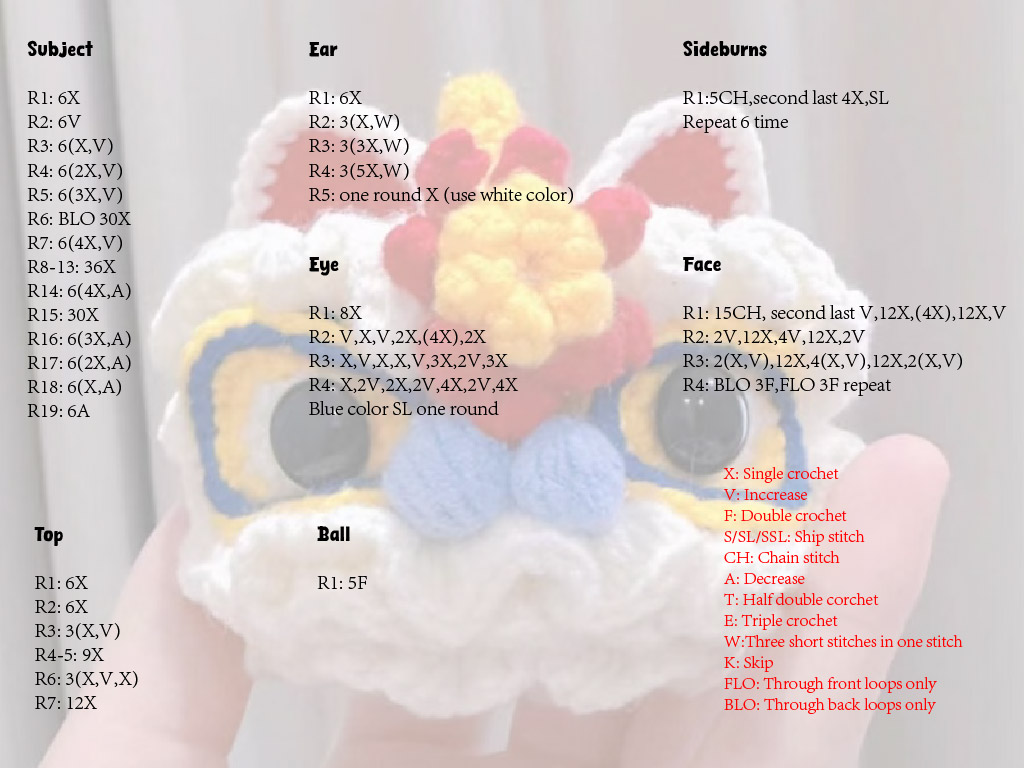 Subject
R1: 6X
R2: 6V
R3: 6(X,V)
R4: 6(2X,V)
R5: 6(3X,V)
R6: BLO 30X
R7: 6(4X,V)
R8-13: 36X
R14: 6(4X,A)
R15: 30X
R16: 6(3X,A)
R17: 6(2X,A)
R18: 6(X,A)
R19: 6A
Ear
R1: 6X
R2: 3(X,W)
R3: 3(3X,W)
R4: 3(5X,W)
R5: one round X (use white color)
Sideburns
R1:5CH,second last 4X,SL
Repeat 6 time
Eye
R1: 8X
R2: V,X,V,2X,(4X),2X
R3: X,V,X,X,V,3X,2V,3X
R4: X,2V,2X,2V,4X,2V,4X
Blue color SL one round
Face
R1: 15CH, second last V,12X,(4X),12X,V
R2: 2V,12X,4V,12X,2V
R3: 2(X,V),12X,4(X,V),12X,2(X,V)
R4: BLO 3F,FLO 3F repeat
Top
R1: 6X
R2: 6X
R3: 3(X,V)
R4-5: 9X
R6: 3(X,V,X)
R7: 12X
Ball
R1: 5F
X: Single crochet
V: Inccrease
F: Double crochet
S/SL/SSL: Ship stitch
CH: Chain stitch
A: Decrease
T: Half double corchet
E: Triple crochet
W:Three short stitches in one stitch
K: Skip
FLO: Through front loops only
BLO: Through back loops only